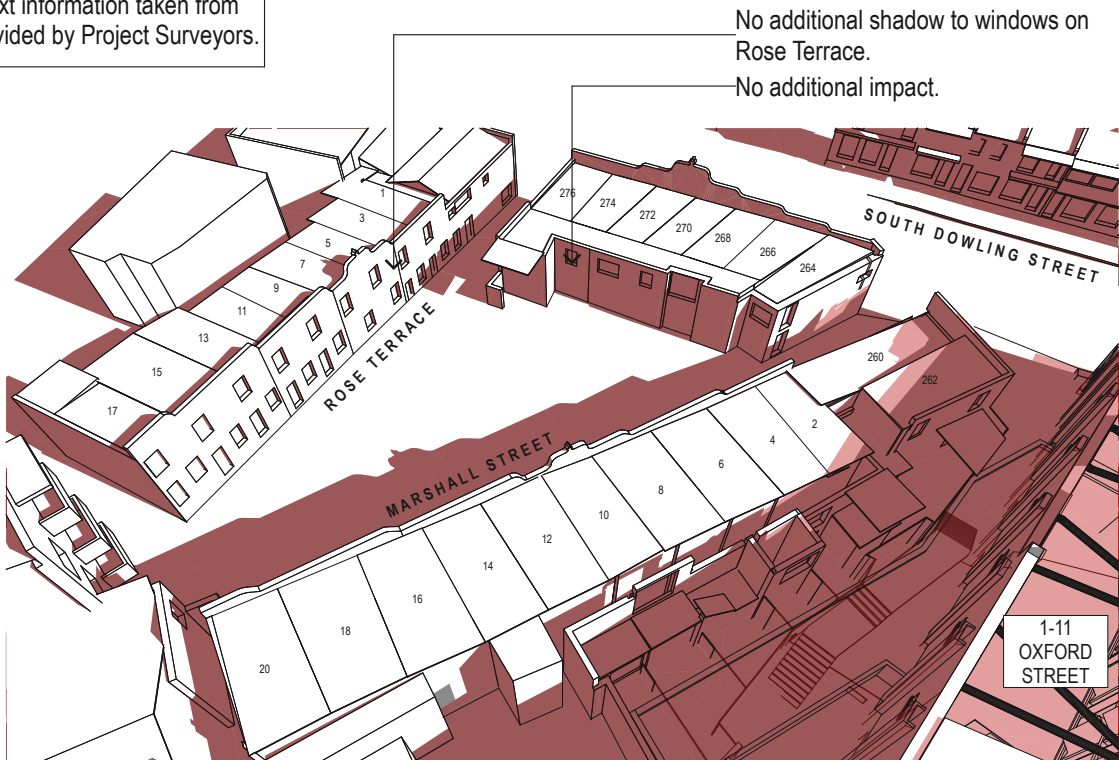 information taken from
by Project Surveyors.
No additional shadow to windows on
Rose Terrace.
No additional impact.
1
3
5
7
9
11
13
15
17
ROSE TERRACE
276
274
272
270
268
266
264
SOUTH DOWLING STREET
260
262
MARSHALL STREET
2
4
6
8
10
12
14
16
18
20
1-11
OXFORD
STREET